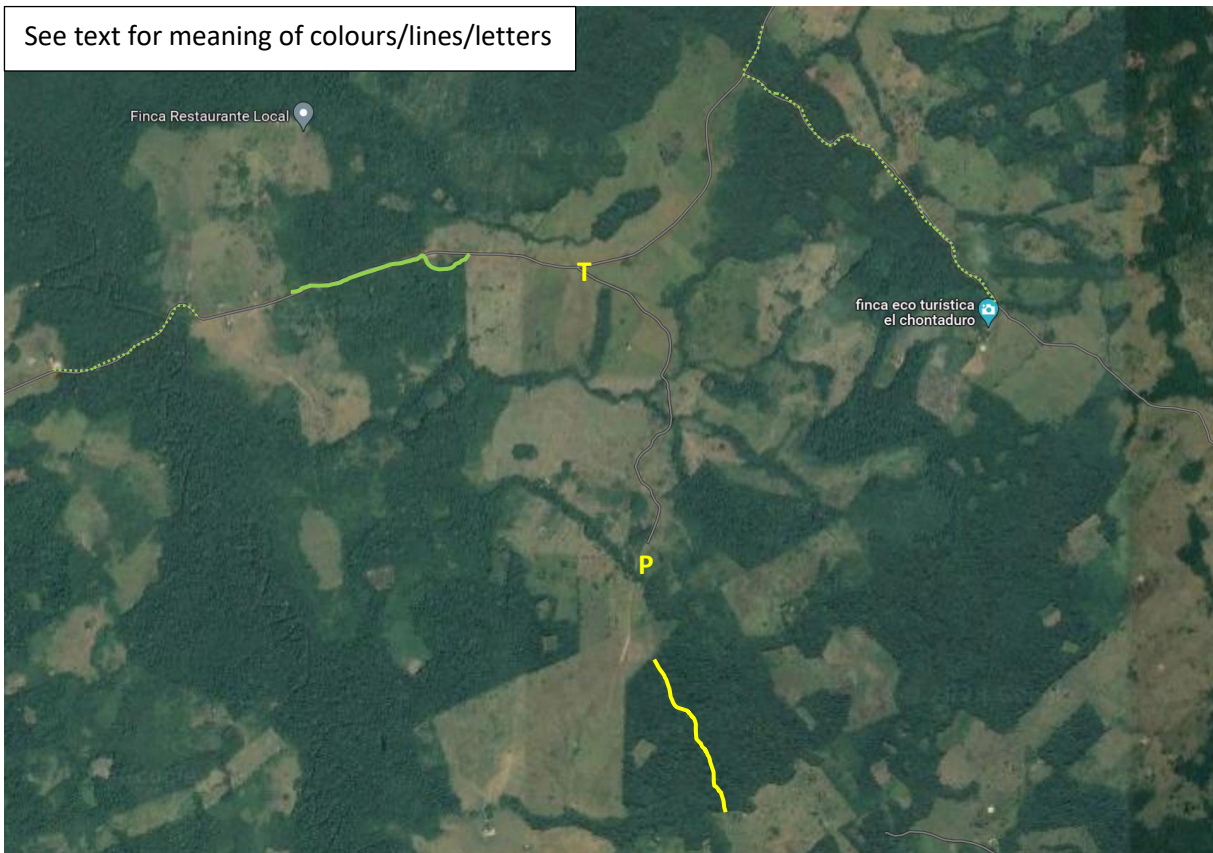 See text for meaning of colours/lines/letters
Finca Restaurante Local
T
finca eco turística
el chontaduro
P